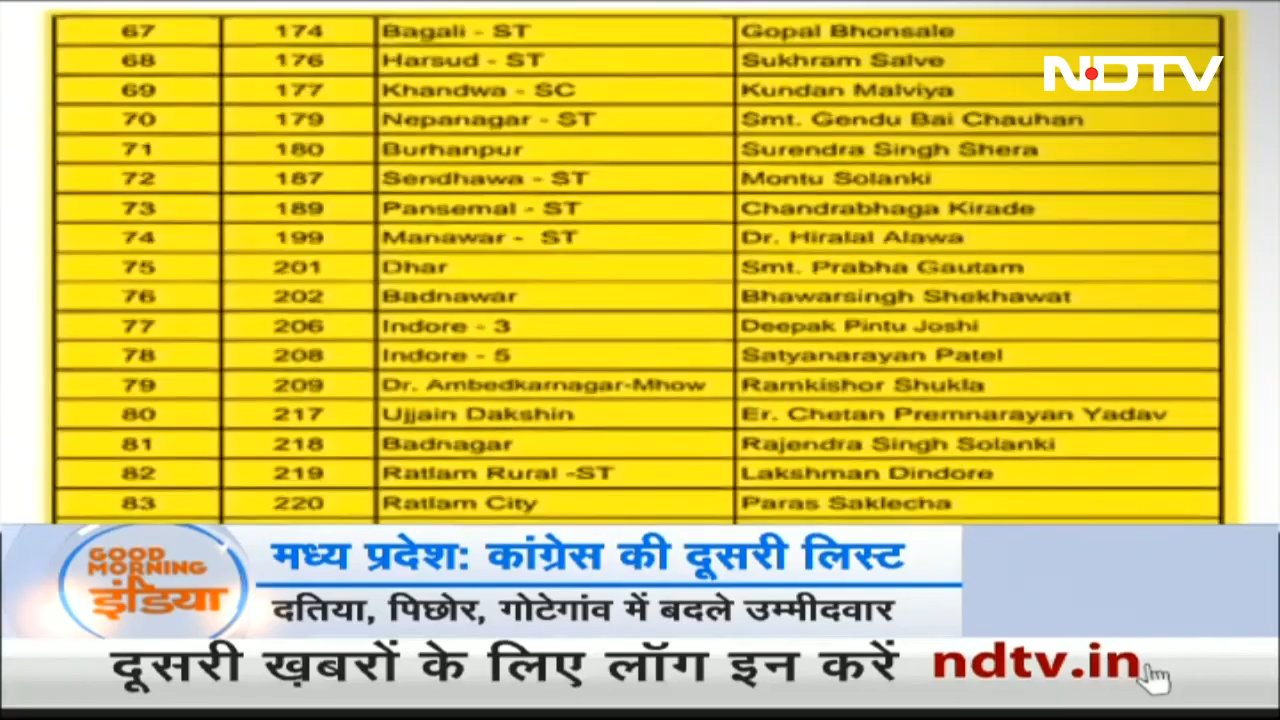 67 174 Bagali - ST Gopal Bhonsale
68 176 Harsud - ST Sukhram Salve
NDTV
69 177 Khandwa - SC Kundan Malviya
70 179 Nepanagar - ST Smt. Gendu Bai Chauhan
71 180 Burhanpur Surendra Singh Shera
72 187 Sendhawa - ST Montu Solanki
73 189 Pansemal - ST Chandrabhaga Kirade
74 199 Manawar - ST Dr. Hiralal Alawa
75 201 Dhar Smt. Prabha Gautam
76 202 Badnawar Bhawarsingh Shekhawat
77 206 Indore - 3 Deepak Pintu Joshi
78 208 Indore - 5 Satyanarayan Patel
79 209 Dr. Ambedkarnagar-Mhow Ramkishor Shukla
80 217 Ujjain Dakshin Er. Chetan Premnarayan Yadav
81 218 Badnagar Rajendra Singh Solanki
82 219 Ratlam Rural -ST Lakshman Dindore
83 220 Ratlam City Paras Saklecha
GOOD
MORNING
इंडिया
मध्य प्रदेश: कांग्रेस की दूसरी लिस्ट
दतिया, पिछोर, गोटेगांव में बदले उम्मीदवार
दूसरी ख़बरों के लिए लॉग इन करें ndtv.in